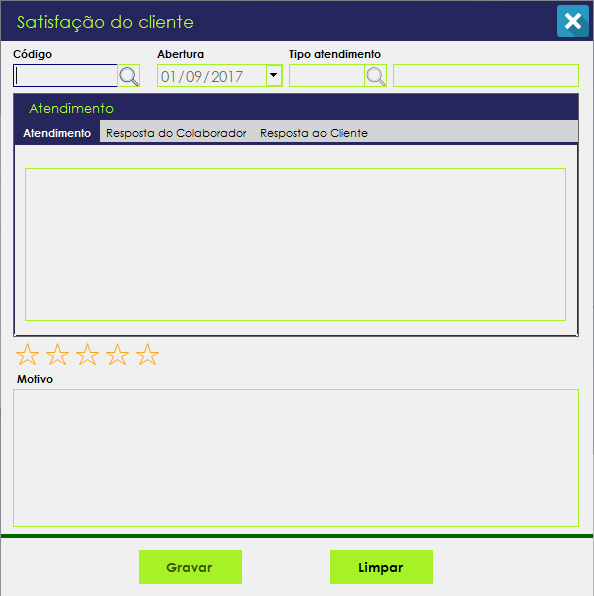 Satisfação do cliente
Código Abertura Tipo atendimento
01/09/2017
Atendimento
Atendimento Resposta do Colaborador Resposta ao Cliente
Motivo
Gravar Limpar